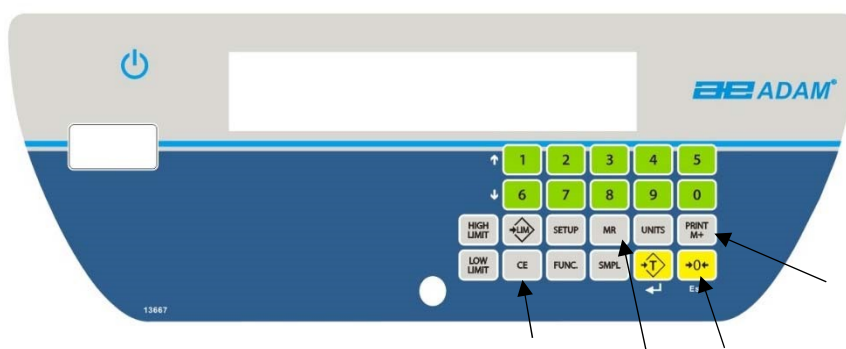 ae ADAM®
↑ 1 2 3 4 5
↓ 6 7 8 9 0
HIGH LIMIT →LIM SETUP MR UNITS PRINT M+
LOW LIMIT CE FUNC. SMPL →T →0←
13667